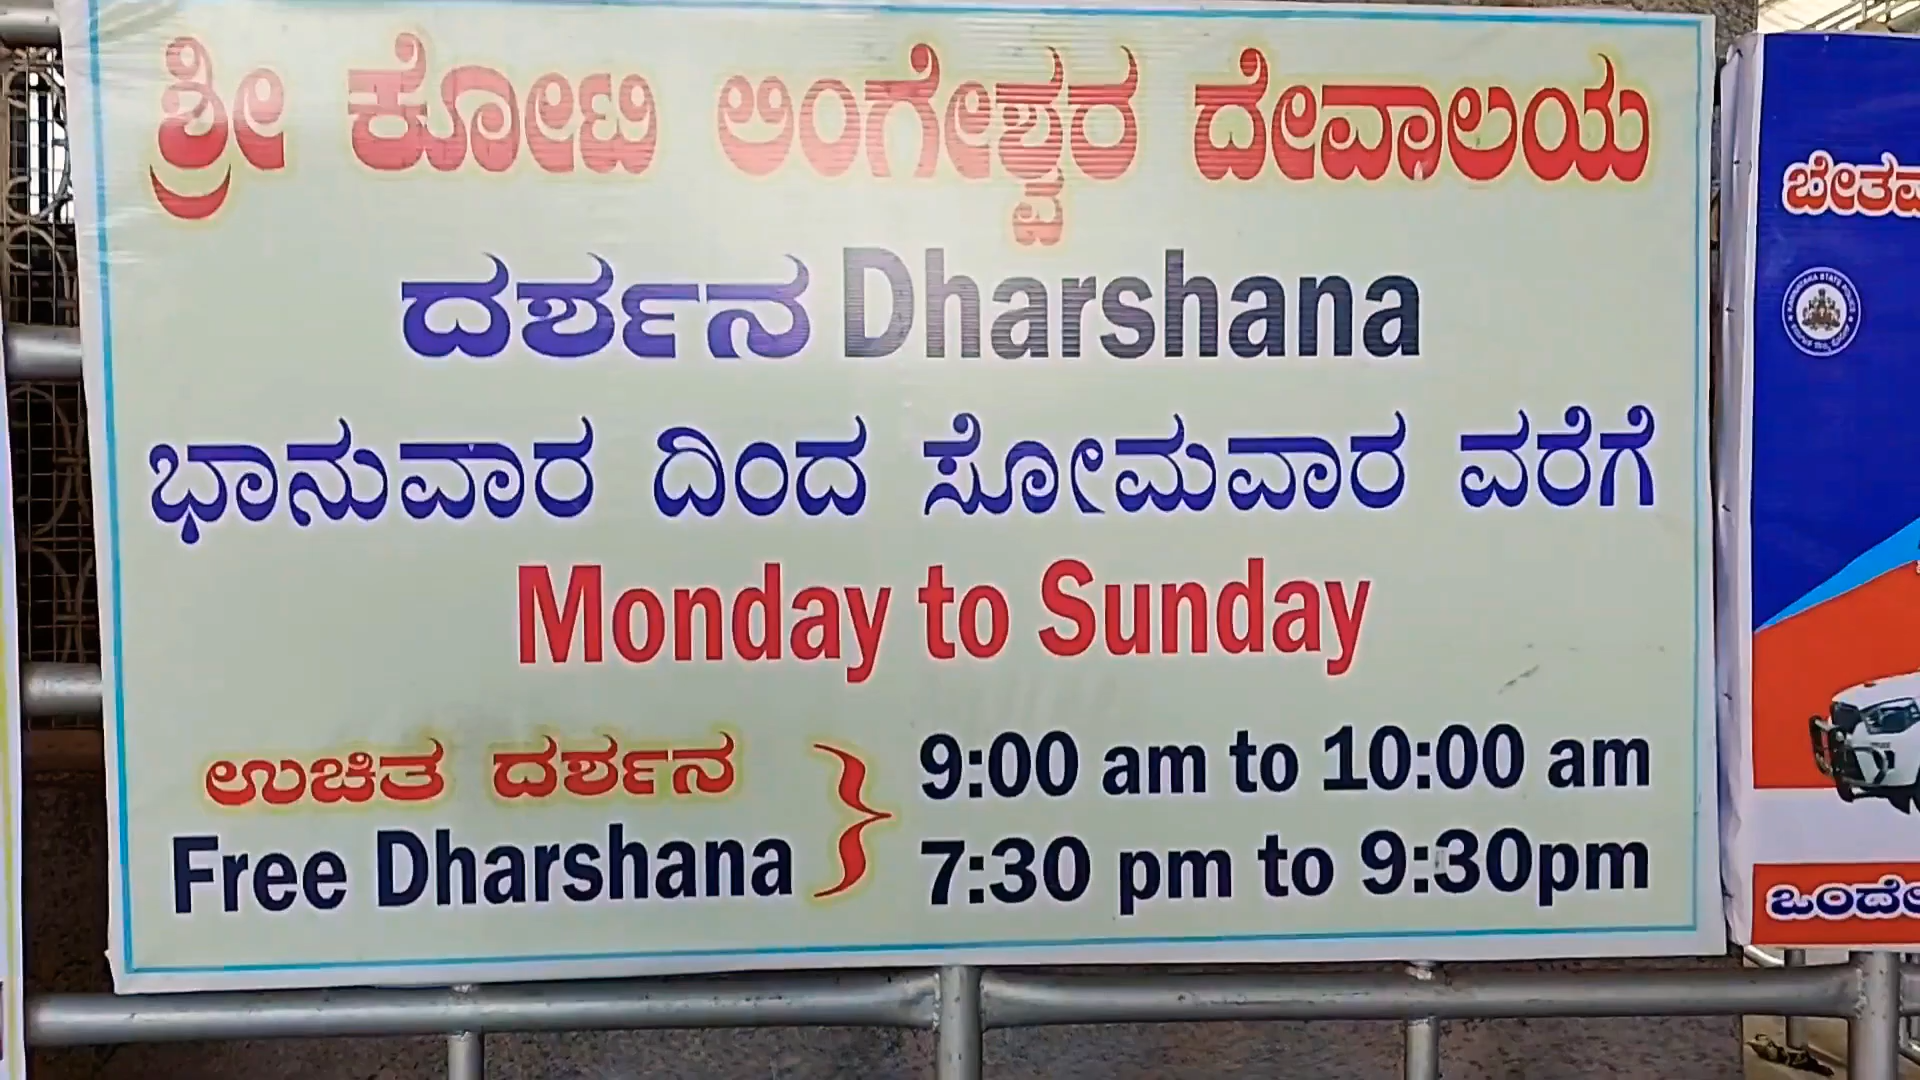 ಶ್ರೀ ಕೋಟಿ ಲಿಂಗೇಶ್ವರ ದೇವಾಲಯ
ದರ್ಶನ Dharshana
ಭಾನುವಾರ ದಿಂದ ಸೋಮವಾರ ವರೆಗೆ
Monday to Sunday
ಉಚಿತ ದರ್ಶನ
Free Dharshana
9:00 am to 10:00 am
7:30 pm to 9:30pm